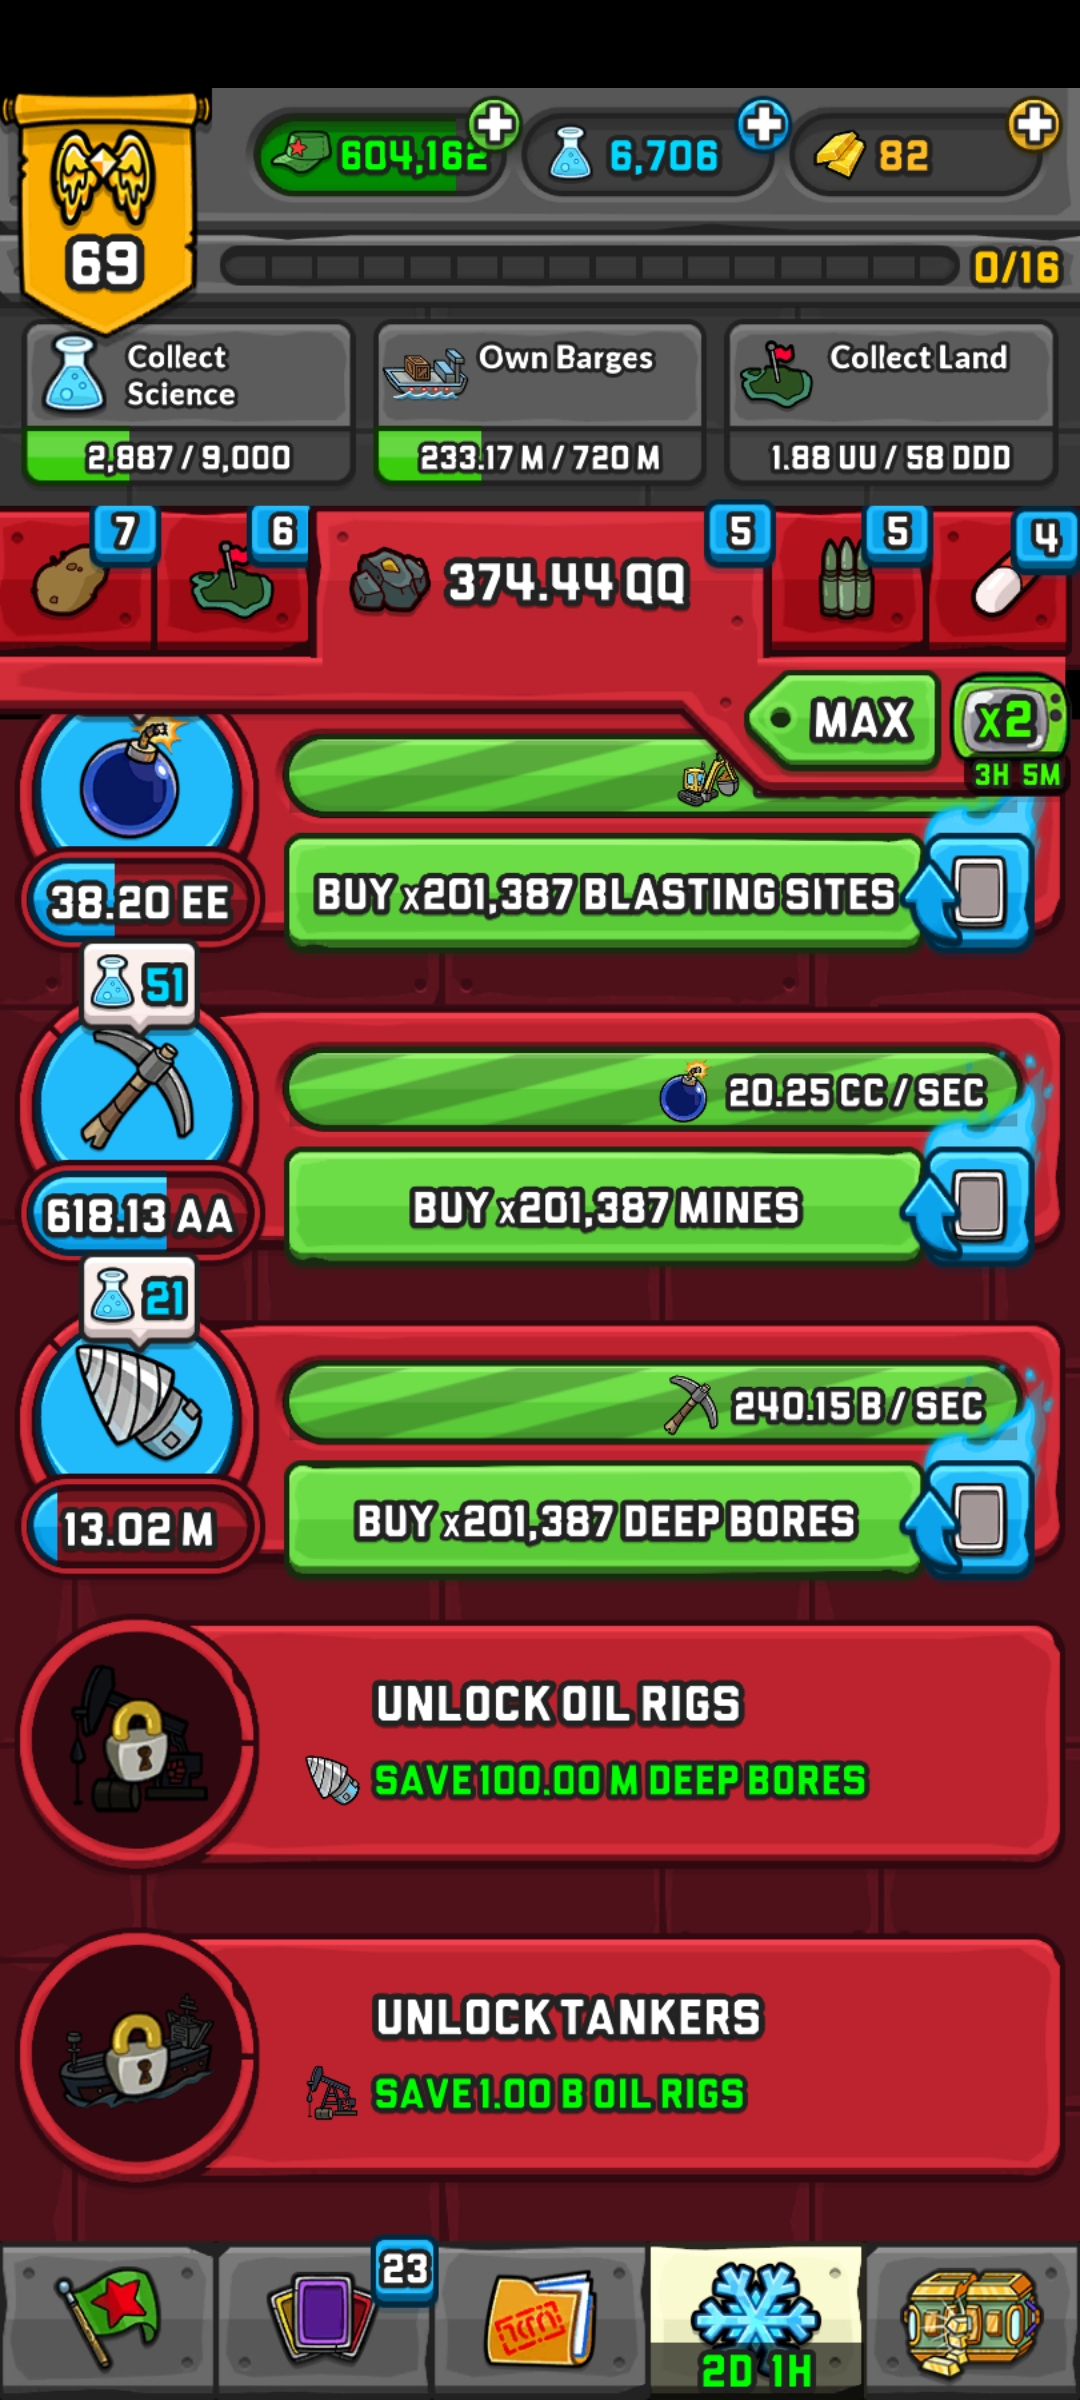 604,162
6,706
82
69
0/16
Collect
Science
2,887 / 9,000
Own Barges
233.17 M / 720 M
Collect Land
1.88 UU / 58 DDD
7
6
374.44 QQ
5
5
4
MAX
x2
3H 5M
38.20 EE
BUY x201,387 BLASTING SITES
51
20.25 CC / SEC
618.13 AA
BUY x201,387 MINES
21
240.15 B / SEC
13.02 M
BUY x201,387 DEEP BORES
UNLOCK OIL RIGS
SAVE 100.00 M DEEP BORES
UNLOCK TANKERS
SAVE 1.00 B OIL RIGS
23
2D 1H